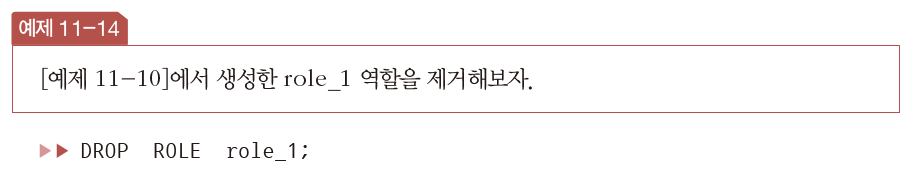 예제 11-14
[예제 11-10]에서 생성한 role_1 역할을 제거해보자.
▶▶ DROP ROLE role_1;